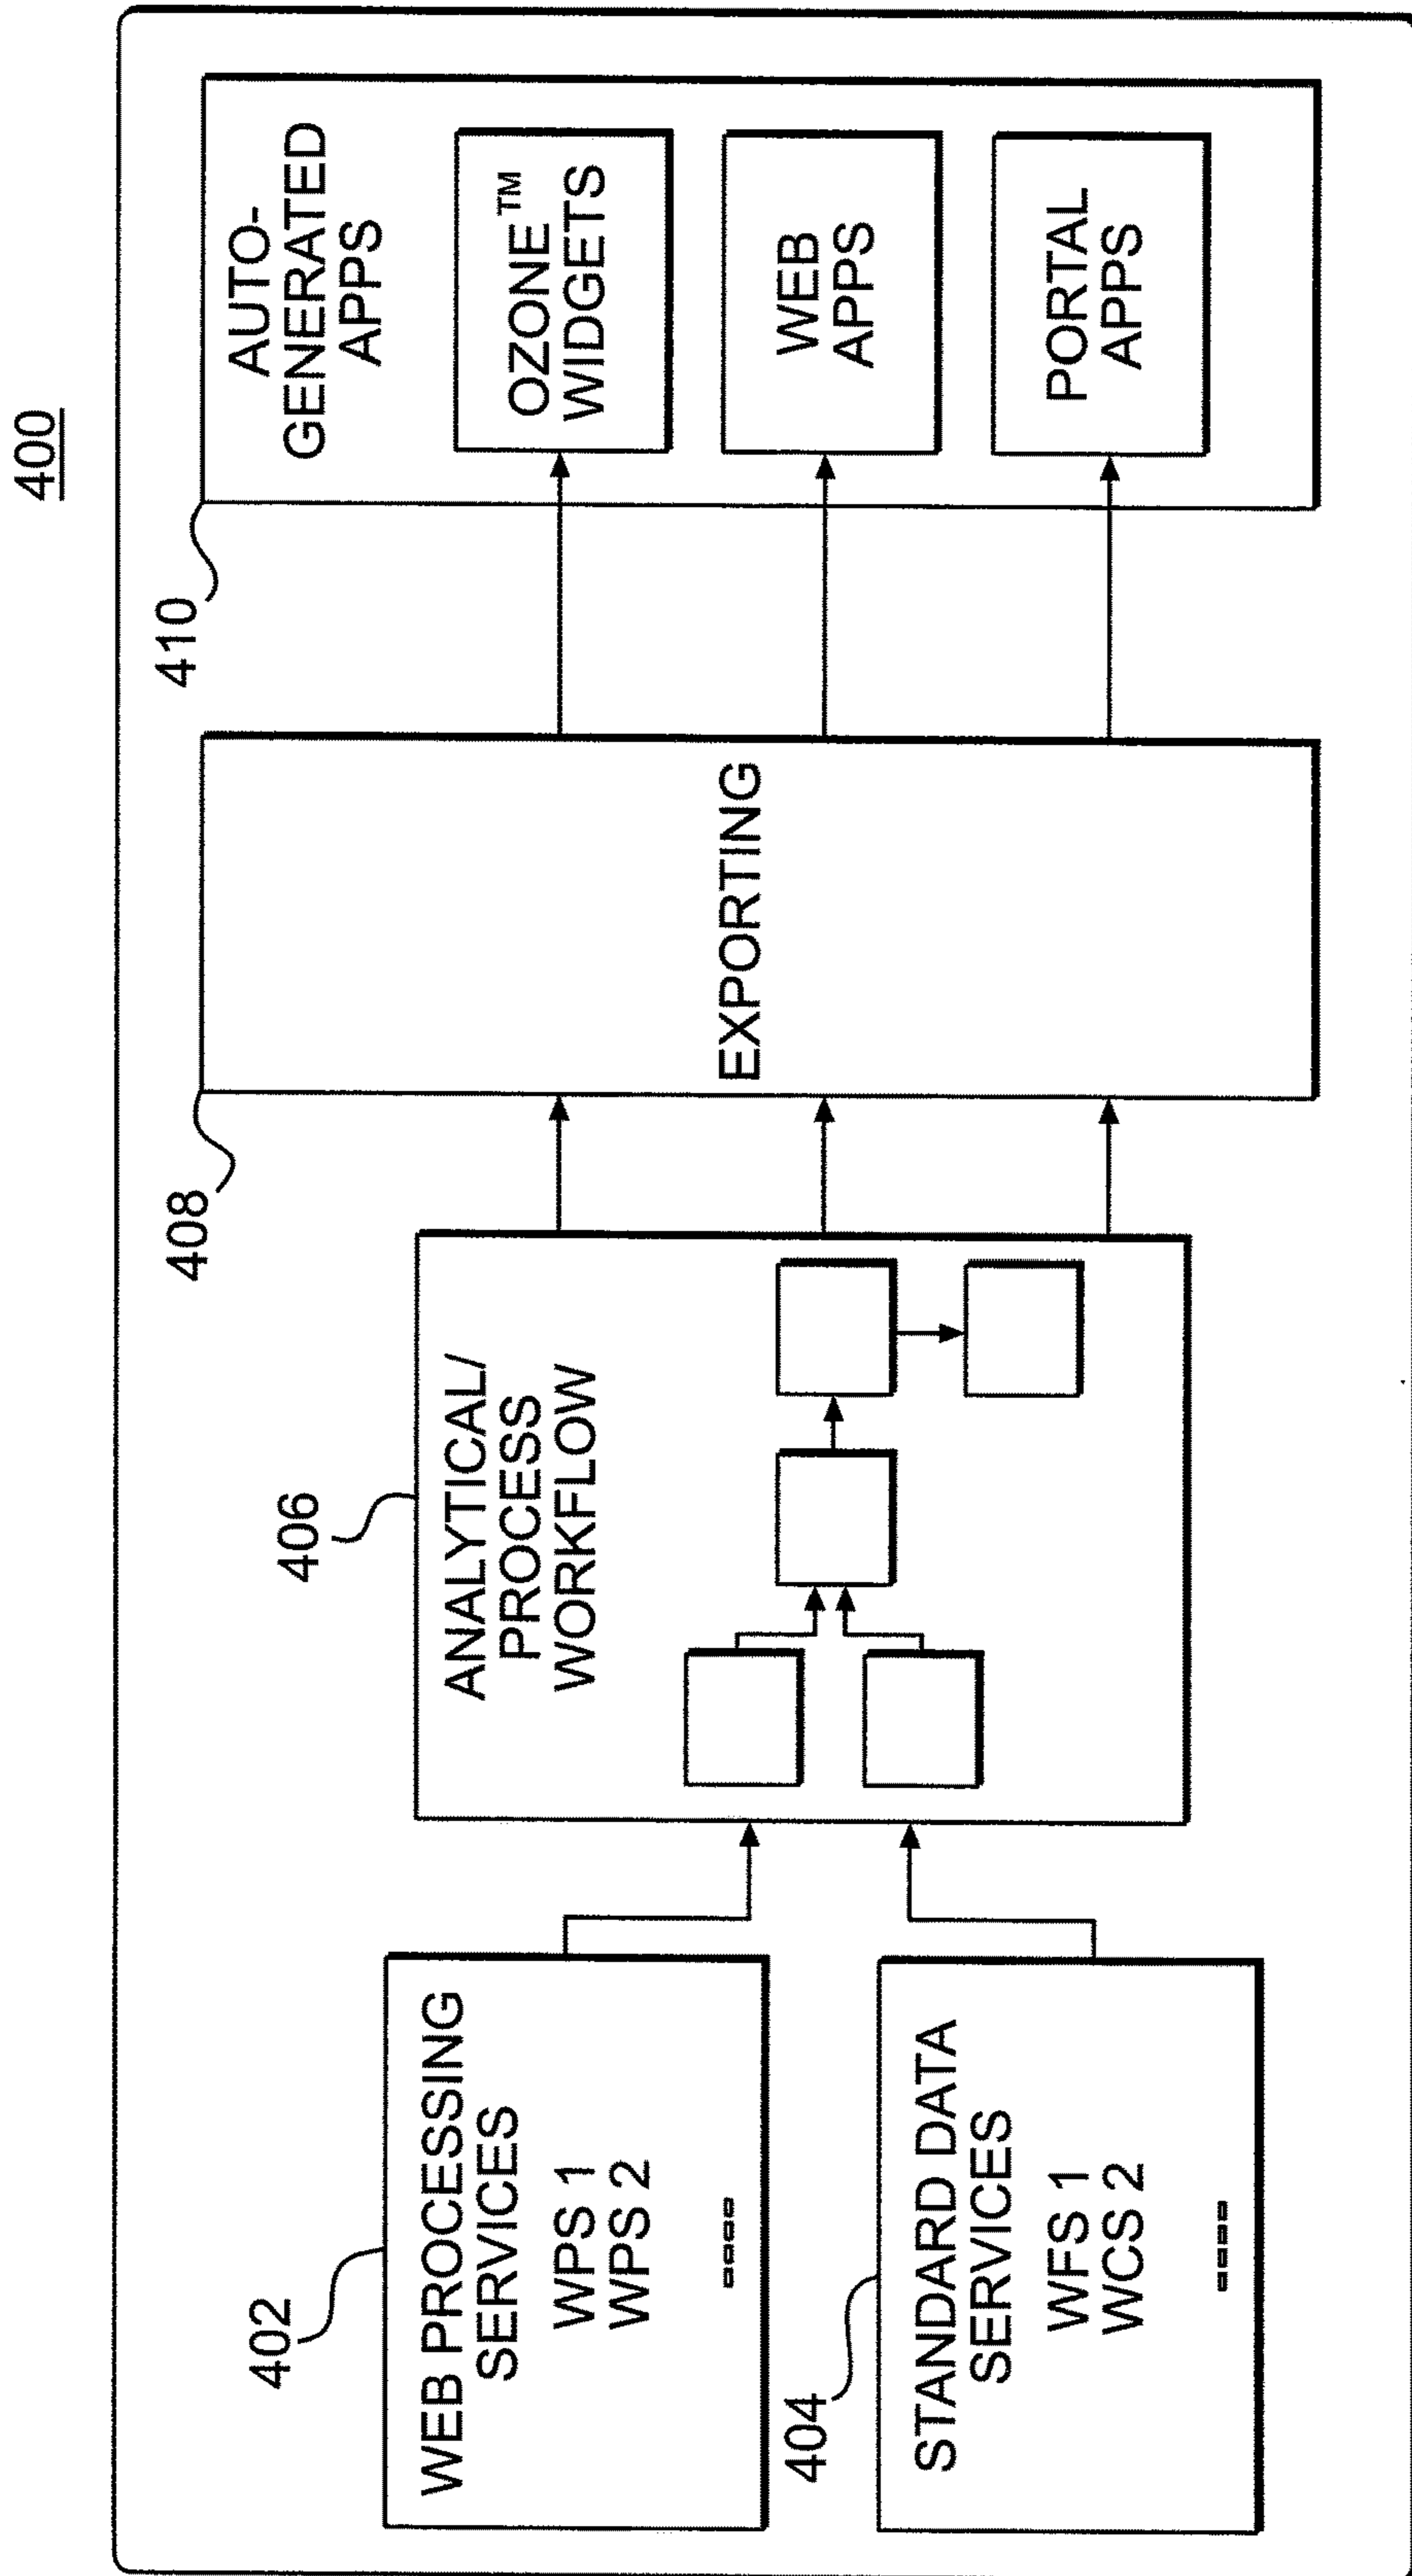 400
402
WEB PROCESSING
SERVICES
WPS 1
WPS 2
404
STANDARD DATA
SERVICES
WFS 1
WCS 2
406
ANALYTICAL/
PROCESS
WORKFLOW
408
EXPORTING
410
AUTO-
GENERATED
APPS
OZONE™
WIDGETS
WEB
APPS
PORTAL
APPS